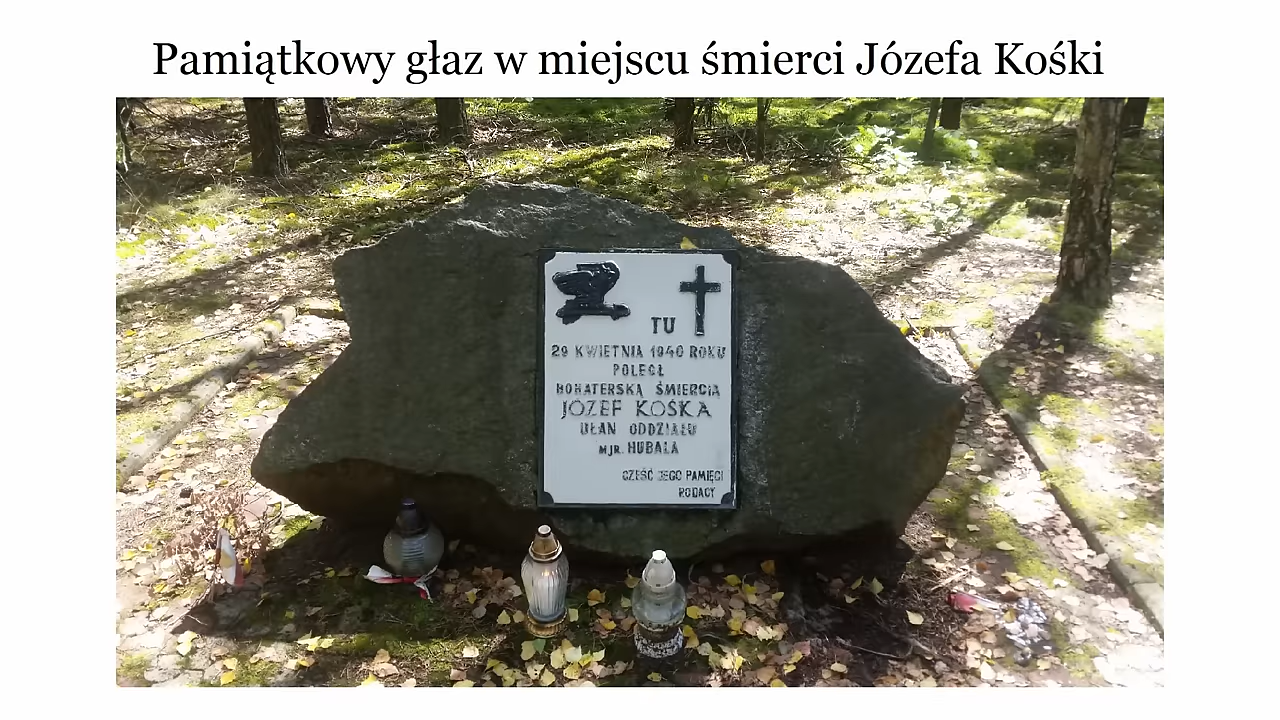 Pamiątkowy głaz w miejscu śmierci Józefa Kośki
TU
29 KWIETNIA 1940 ROKU
POLEGŁ
BOHATERSKĄ ŚMIERCIĄ
JÓZEF KOŚKA
UŁAN ODDZIAŁU
MJR. HUBALA
CZEŚĆ JEGO PAMIĘCI
RODACY